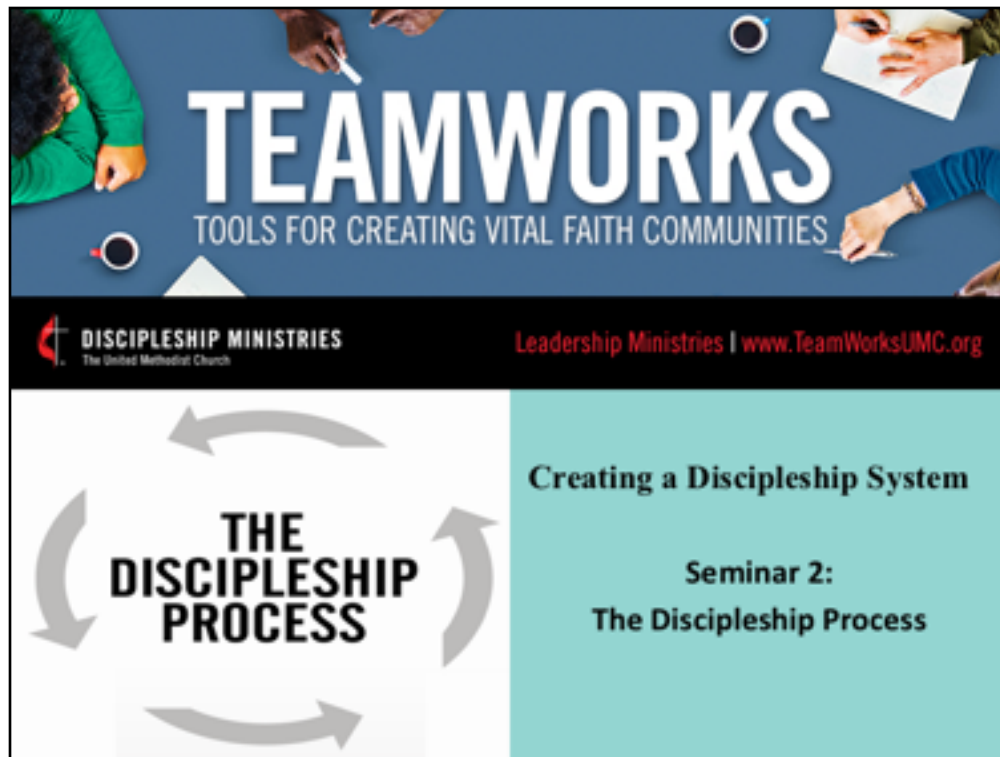 TEAMWORKS
TOOLS FOR CREATING VITAL FAITH COMMUNITIES
DISCIPLESHIP MINISTRIES
The United Methodist Church
Leadership Ministries | www.TeamWorksUMC.org
THE
DISCIPLESHIP
PROCESS
Creating a Discipleship System
Seminar 2:
The Discipleship Process